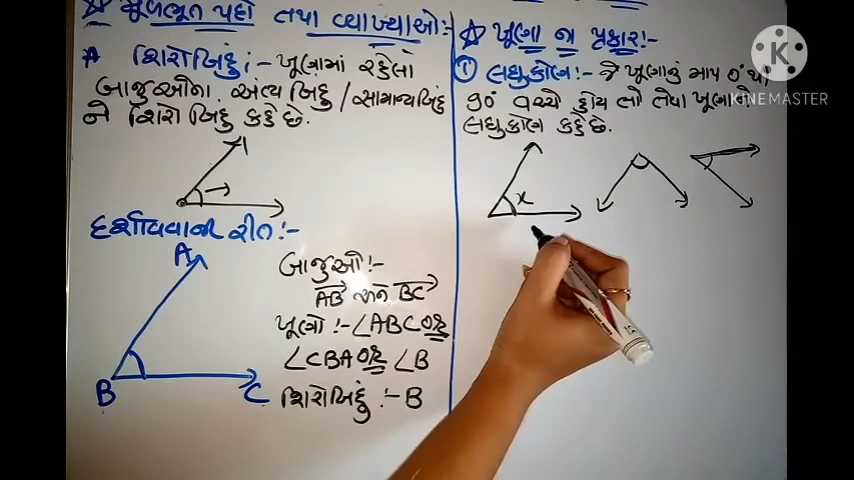 મૂળભૂત પદો તથા વ્યાખ્યાઓ:-
A શિરોબિંદુ:- ખૂણામાં રહેલો
બાજુઓના અંત્ય બિંદુ / સામાન્ય બિંદુ
ને શિરોબિંદુ કહે છે.
દર્શાવવાની રીત:-
A
B
C
બાજુઓ:-
AB અને BC
ખૂણો:- ∠ABC અથવા
∠CBA અથવા ∠B
શિરોબિંદુ:- B
ખૂણા ના પ્રકાર:-
1 લઘુકોણ:- જે ખૂણાનું માપ 0° થી
90° વચ્ચે હોય તો તેવા ખૂણાને
લઘુકોણ કહે છે.
x
K
KINEMASTER